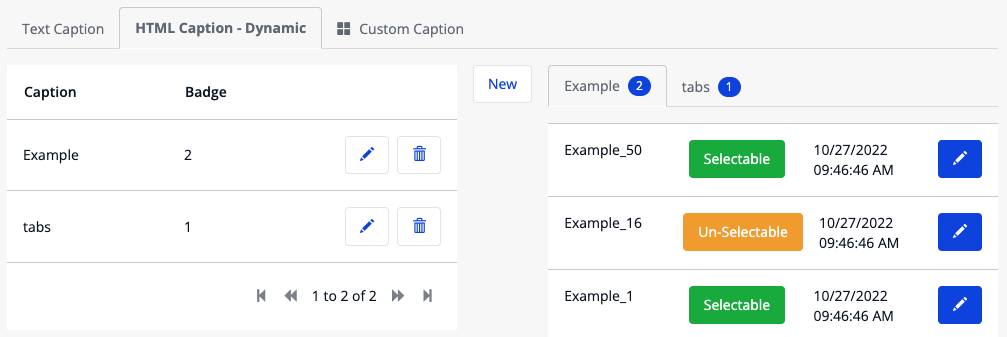 Text Caption
HTML Caption - Dynamic
Custom Caption
Caption Badge
Example 2
tabs 1
1 to 2 of 2
New
Example 2
tabs 1
Example_50 Selectable 10/27/2022
09:46:46 AM
Example_16 Un-Selectable 10/27/2022
09:46:46 AM
Example_1 Selectable 10/27/2022
09:46:46 AM